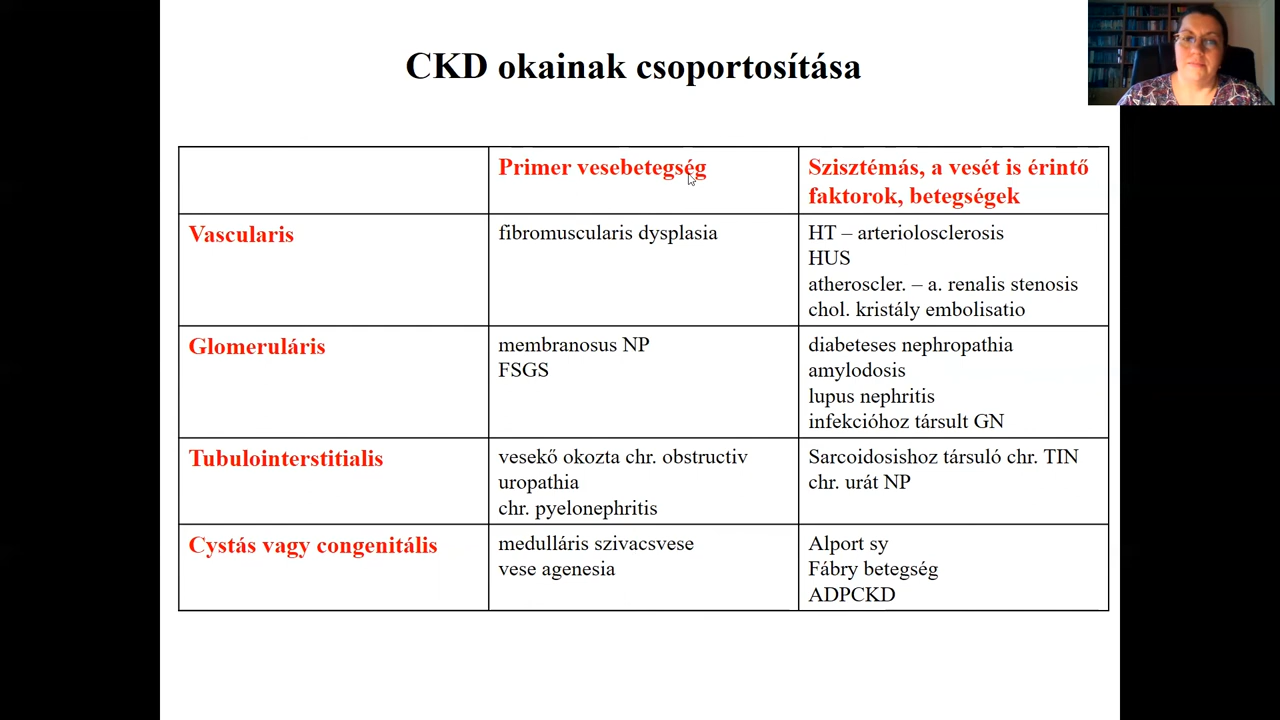 CKD okainak csoportosítása
Primer vesebetegség
Szisztémás, a vesét is érintő
faktorok, betegségek
Vascularis
fibromuscularis dysplasia
HT – arteriolosclerosis
HUS
atheroscler. – a. renalis stenosis
chol. kristály embolisatio
Glomeruláris
membranosus NP
FSGS
diabeteses nephropathia
amylodosis
lupus nephritis
infekcióhoz társult GN
Tubulointerstitialis
vesekő okozta chr. obstructiv
uropathia
chr. pyelonephritis
Sarcoidosishoz társuló chr. TIN
chr. urát NP
Cystás vagy congenitális
medulláris szivacsvese
vese agenesia
Alport sy
Fábry betegség
ADPCKD